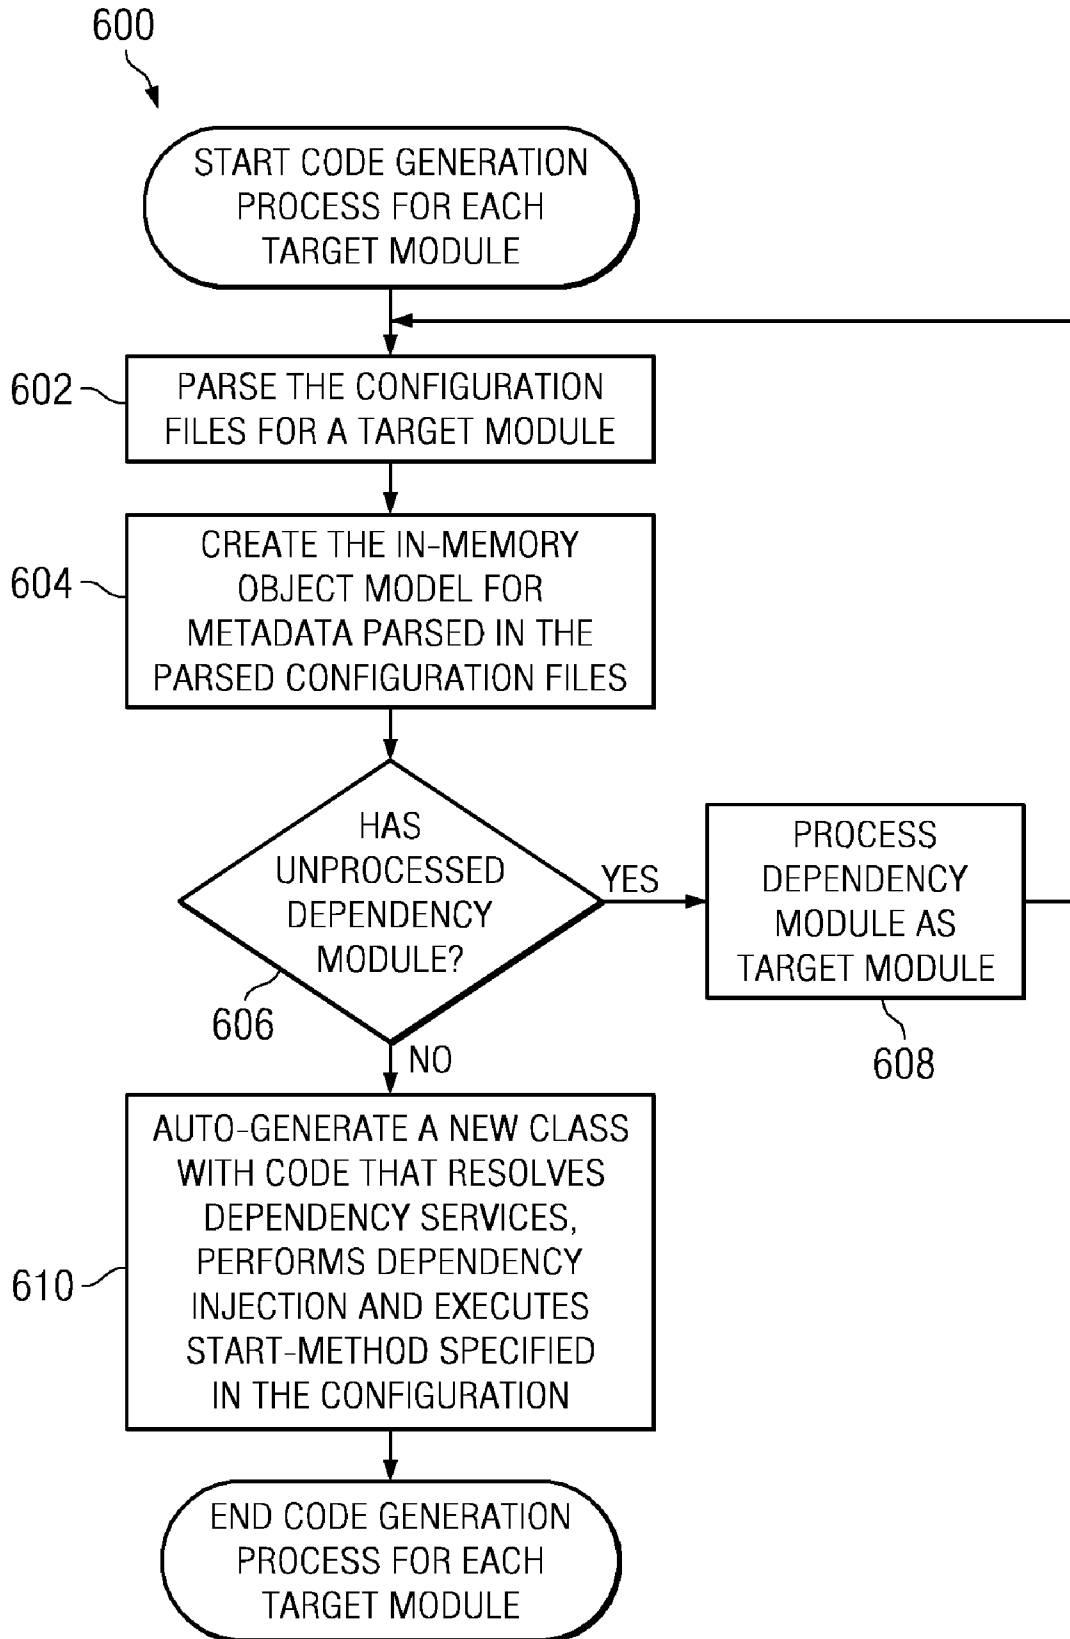 600
START CODE GENERATION
PROCESS FOR EACH
TARGET MODULE
602
PARSE THE CONFIGURATION
FILES FOR A TARGET MODULE
604
CREATE THE IN-MEMORY
OBJECT MODEL FOR
METADATA PARSED IN THE
PARSED CONFIGURATION FILES
HAS
UNPROCESSED
DEPENDENCY
MODULE?
606
YES
PROCESS
DEPENDENCY
MODULE AS
TARGET MODULE
608
NO
610
AUTO-GENERATE A NEW CLASS
WITH CODE THAT RESOLVES
DEPENDENCY SERVICES,
PERFORMS DEPENDENCY
INJECTION AND EXECUTES
START-METHOD SPECIFIED
IN THE CONFIGURATION
END CODE GENERATION
PROCESS FOR EACH
TARGET MODULE